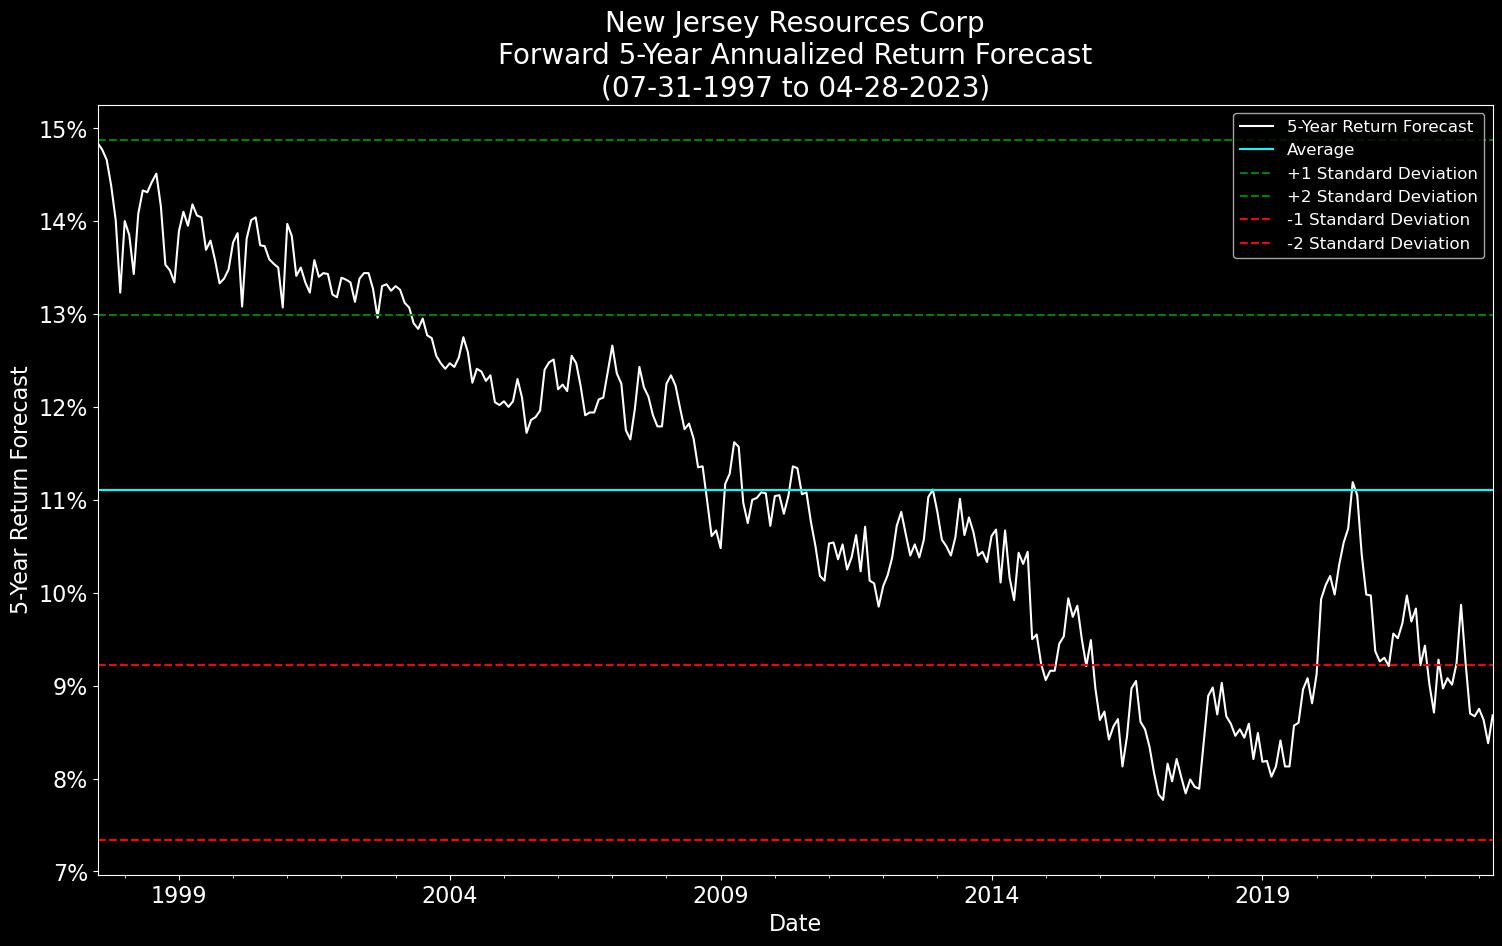 New Jersey Resources Corp
Forward 5-Year Annualized Return Forecast
(07-31-1997 to 04-28-2023)
5-Year Return Forecast
Average
+1 Standard Deviation
+2 Standard Deviation
-1 Standard Deviation
-2 Standard Deviation
5-Year Return Forecast
15%
14%
13%
12%
11%
10%
9%
8%
7%
1999
2004
2009
2014
2019
Date